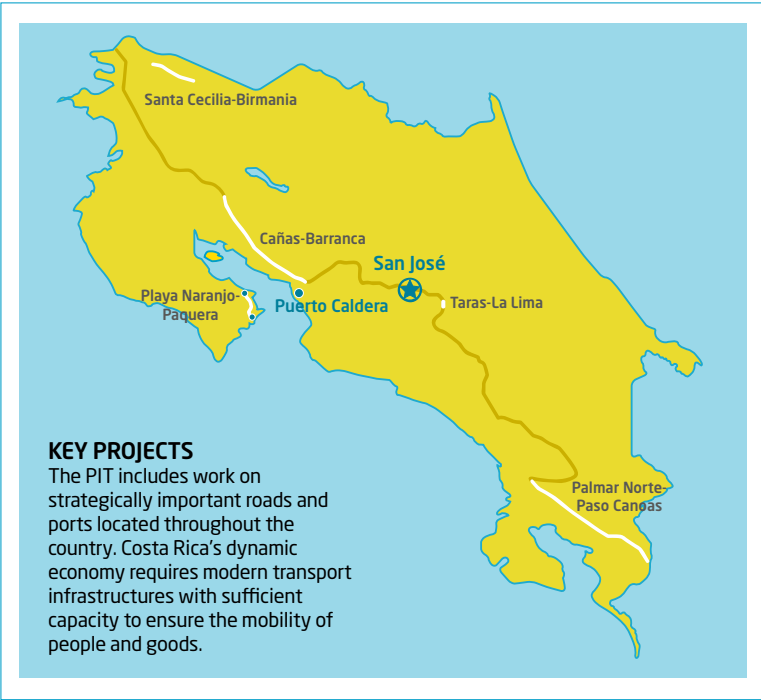 Santa Cecilia-Birmania
Cañas-Barranca
San José
Playa Naranjo-
Paquera
Puerto Caldera
Taras-La Lima
KEY PROJECTS
The PIT includes work on
strategically important roads and
ports located throughout the
country. Costa Rica's dynamic
economy requires modern transport
infrastructures with sufficient
capacity to ensure the mobility of
people and goods.
Palmar Norte-
Paso Canoas